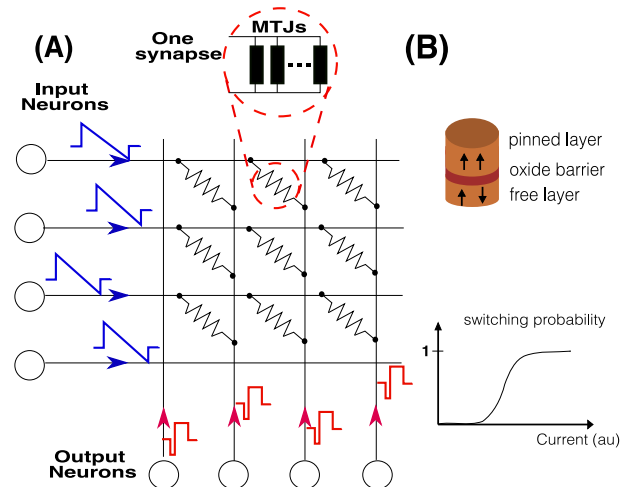 (A)
One
synapse
MTJs
Input
Neurons
Output
Neurons
(B)
pinned layer
oxide barrier
free layer
switching probability
1
Current (au)